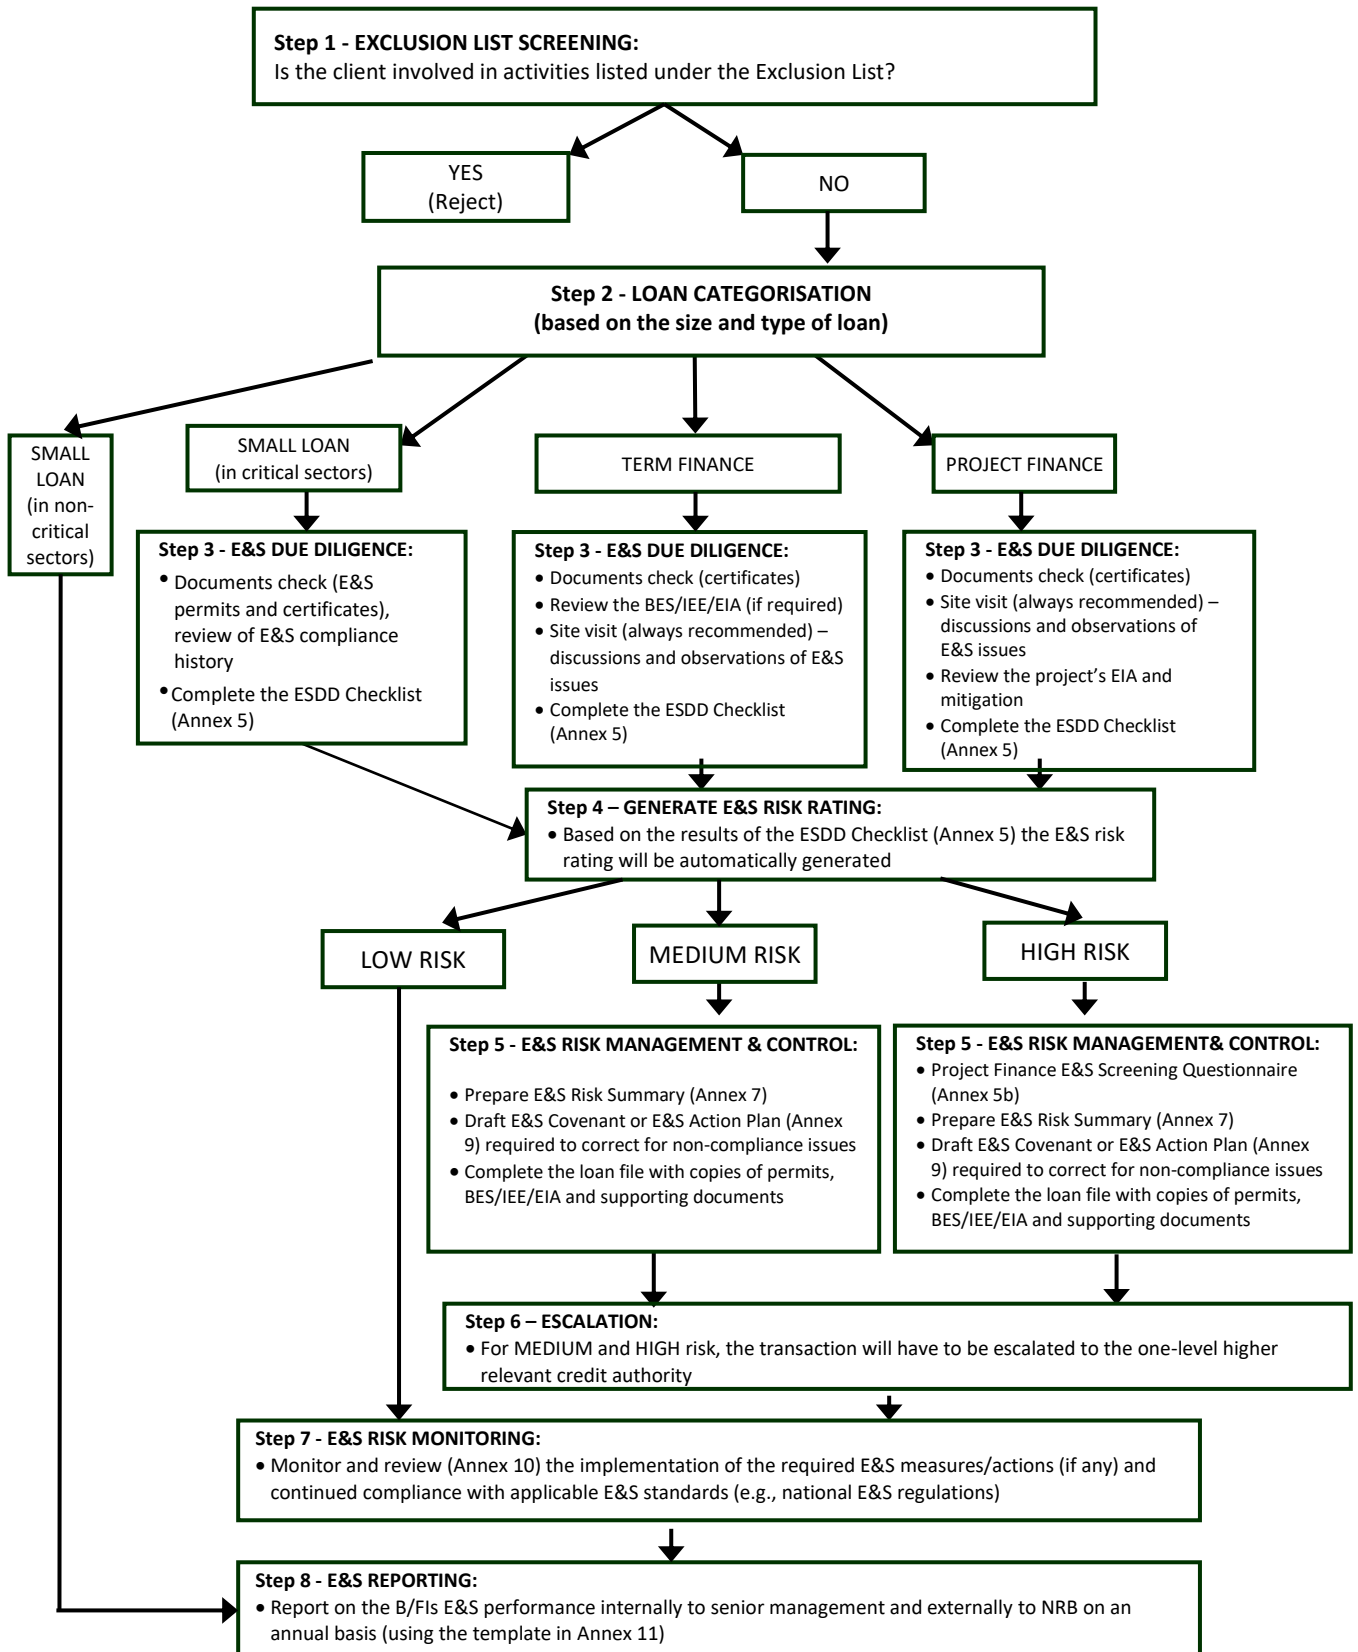 Step 1 - EXCLUSION LIST SCREENING:
Is the client involved in activities listed under the Exclusion List?
YES
(Reject)
NO
Step 2 - LOAN CATEGORISATION
(based on the size and type of loan)
SMALL
LOAN
(in non-
critical
sectors)
SMALL LOAN
(in critical sectors)
TERM FINANCE
PROJECT FINANCE
Step 3 - E&S DUE DILIGENCE:
• Documents check (E&S
permits and certificates),
review of E&S compliance
history
• Complete the ESDD Checklist
(Annex 5)
Step 3 - E&S DUE DILIGENCE:
• Documents check (certificates)
• Review the BES/IEE/EIA (if required)
• Site visit (always recommended) –
discussions and observations of E&S
issues
• Complete the ESDD Checklist
(Annex 5)
Step 3 - E&S DUE DILIGENCE:
• Documents check (certificates)
• Site visit (always recommended) –
discussions and observations of
E&S issues
• Review the project's EIA and
mitigation
• Complete the ESDD Checklist
(Annex 5)
Step 4 – GENERATE E&S RISK RATING:
• Based on the results of the ESDD Checklist (Annex 5) the E&S risk
rating will be automatically generated
LOW RISK
MEDIUM RISK
HIGH RISK
Step 5 - E&S RISK MANAGEMENT & CONTROL:
• Prepare E&S Risk Summary (Annex 7)
• Draft E&S Covenant or E&S Action Plan (Annex
9) required to correct for non-compliance issues
• Complete the loan file with copies of permits,
BES/IEE/EIA and supporting documents
Step 5 - E&S RISK MANAGEMENT& CONTROL:
• Project Finance E&S Screening Questionnaire
(Annex 5b)
• Prepare E&S Risk Summary (Annex 7)
• Draft E&S Covenant or E&S Action Plan (Annex
9) required to correct for non-compliance issues
• Complete the loan file with copies of permits,
BES/IEE/EIA and supporting documents
Step 6 – ESCALATION:
• For MEDIUM and HIGH risk, the transaction will have to be escalated to the one-level higher
relevant credit authority
Step 7 - E&S RISK MONITORING:
• Monitor and review (Annex 10) the implementation of the required E&S measures/actions (if any) and
continued compliance with applicable E&S standards (e.g., national E&S regulations)
Step 8 - E&S REPORTING:
• Report on the B/FIs E&S performance internally to senior management and externally to NRB on an
annual basis (using the template in Annex 11)